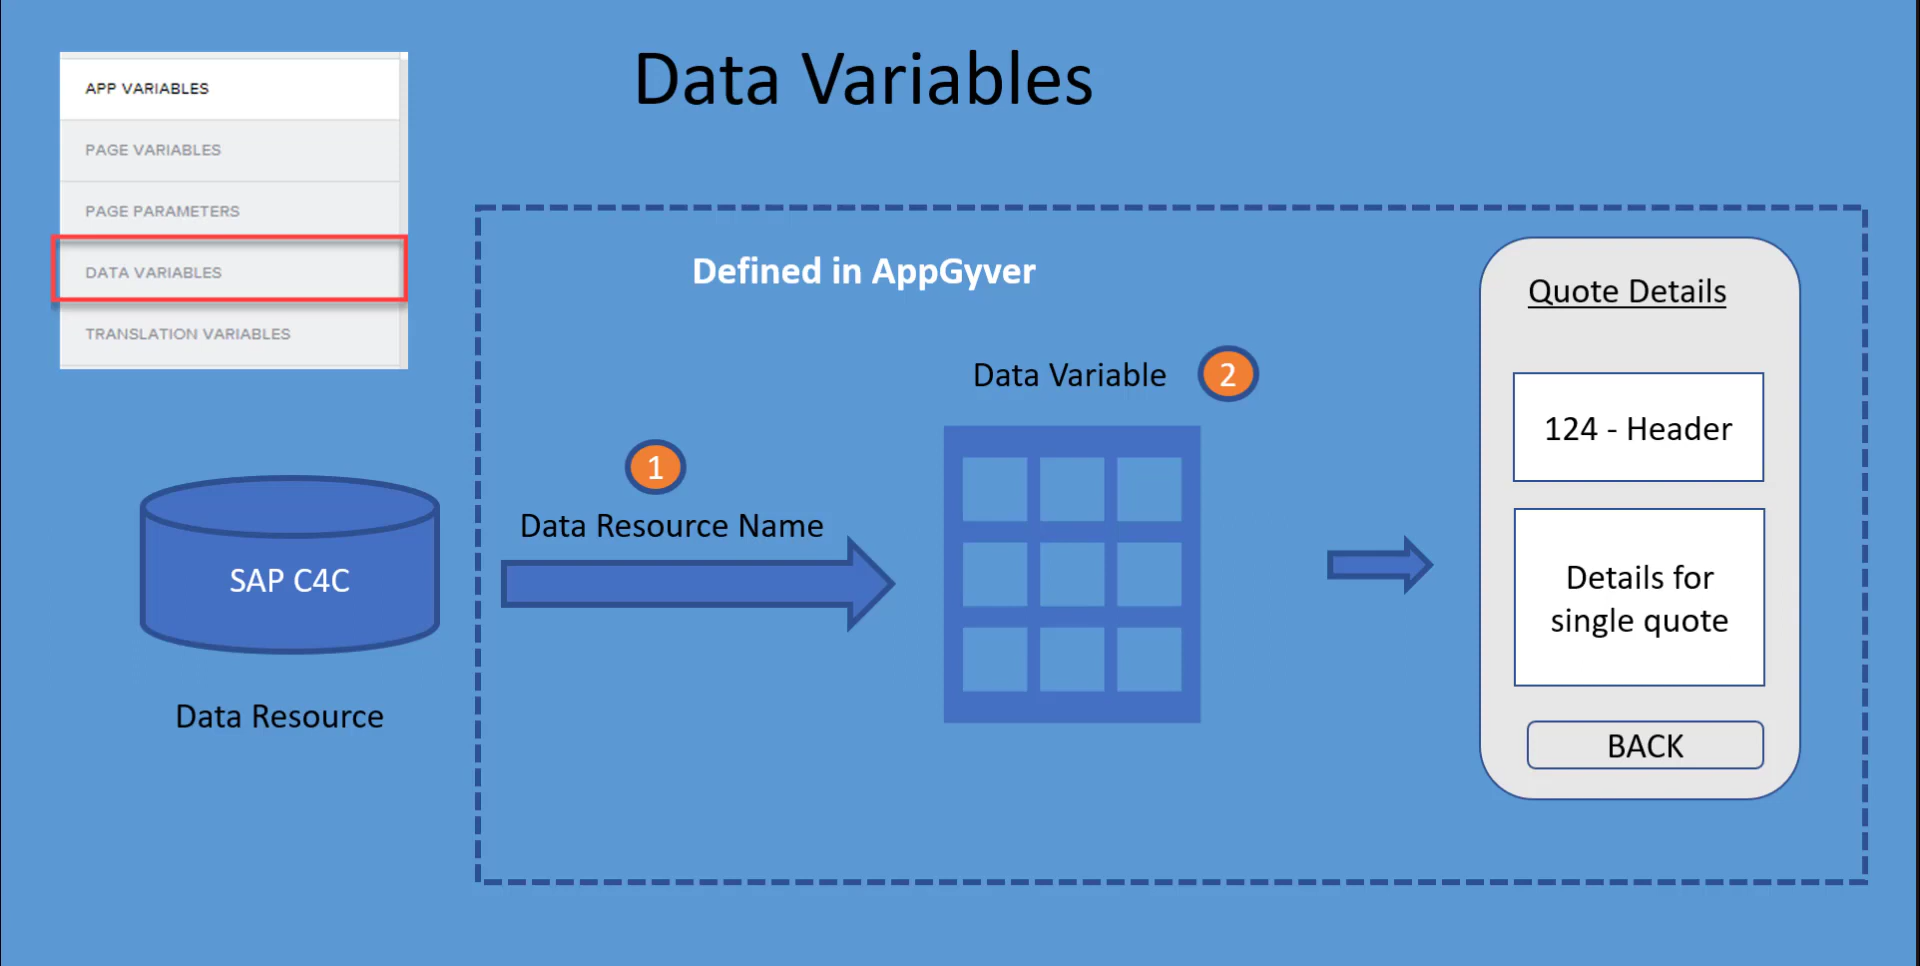 Data Variables
APP VARIABLES
PAGE VARIABLES
PAGE PARAMETERS
DATA VARIABLES
TRANSLATION VARIABLES
Defined in AppGyver
SAP C4C
Data Resource
1
Data Resource Name
Data Variable
2
Quote Details
124 - Header
Details for
single quote
BACK